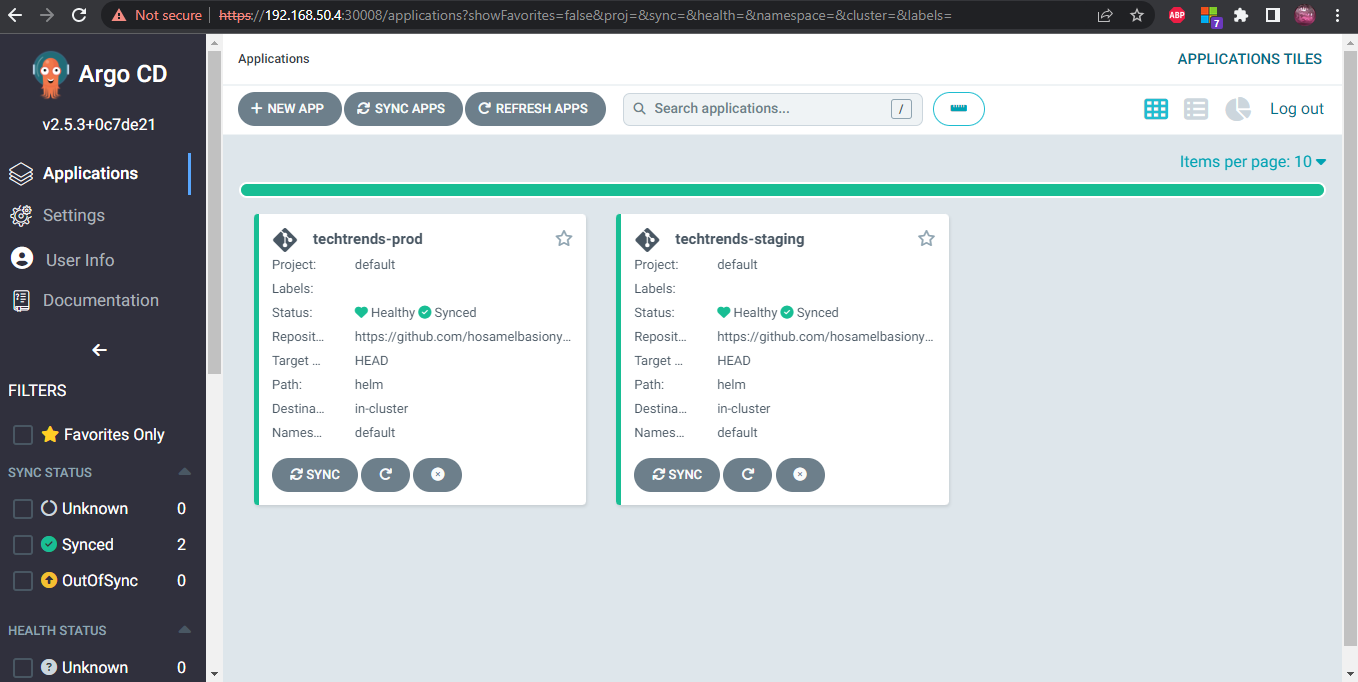 Not secure https://192.168.50.4:30008/applications?showFavorites=false&proj=&sync=&health=&namespace=&cluster=&labels=
ABP
7
Argo CD
v2.5.3+0c7de21
Applications
Settings
User Info
Documentation
FILTERS
Favorites Only
SYNC STATUS
Unknown 0
Synced 2
OutOfSync 0
HEALTH STATUS
Unknown 0
Applications
APPLICATIONS TILES
+ NEW APP
SYNC APPS
REFRESH APPS
Search applications...
/
Log out
Items per page: 10
techtrends-prod
Project: default
Labels:
Status: Healthy Synced
Reposit... https://github.com/hosamelbasiony...
Target ... HEAD
Path: helm
Destina... in-cluster
Names... default
SYNC
techtrends-staging
Project: default
Labels:
Status: Healthy Synced
Reposit... https://github.com/hosamelbasiony...
Target ... HEAD
Path: helm
Destina... in-cluster
Names... default
SYNC